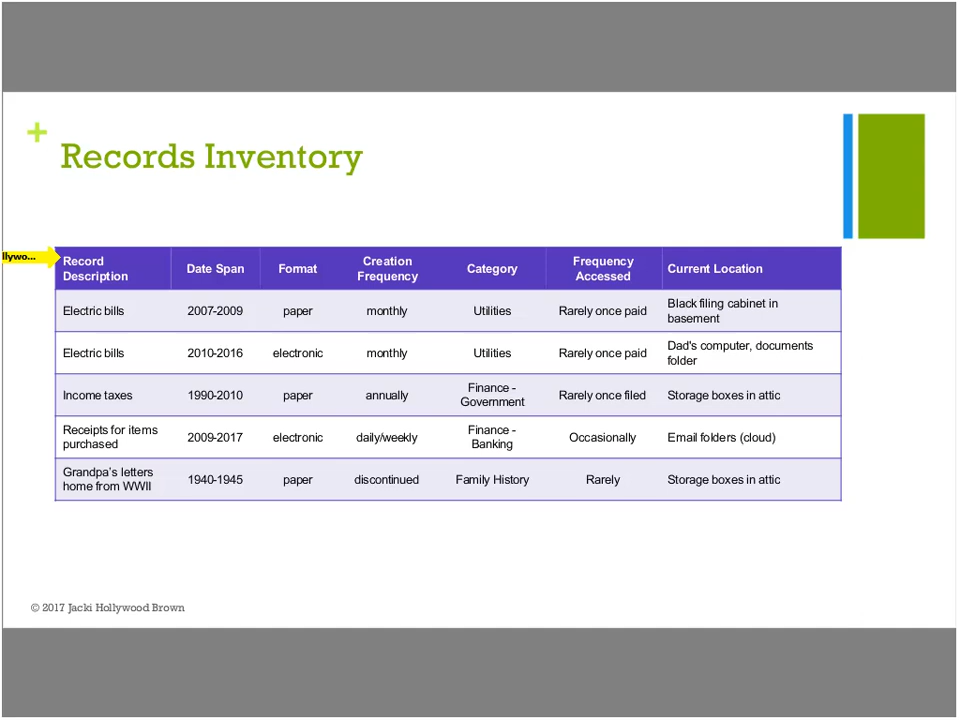 +
Records Inventory
llywo...
Record Description Date Span Format Creation Frequency Category Frequency Accessed Current Location
Electric bills 2007-2009 paper monthly Utilities Rarely once paid Black filing cabinet in basement
Electric bills 2010-2016 electronic monthly Utilities Rarely once paid Dad's computer, documents folder
Income taxes 1990-2010 paper annually Finance - Government Rarely once filed Storage boxes in attic
Receipts for items purchased 2009-2017 electronic daily/weekly Finance - Banking Occasionally Email folders (cloud)
Grandpa's letters home from WWII 1940-1945 paper discontinued Family History Rarely Storage boxes in attic
© 2017 Jacki Hollywood Brown